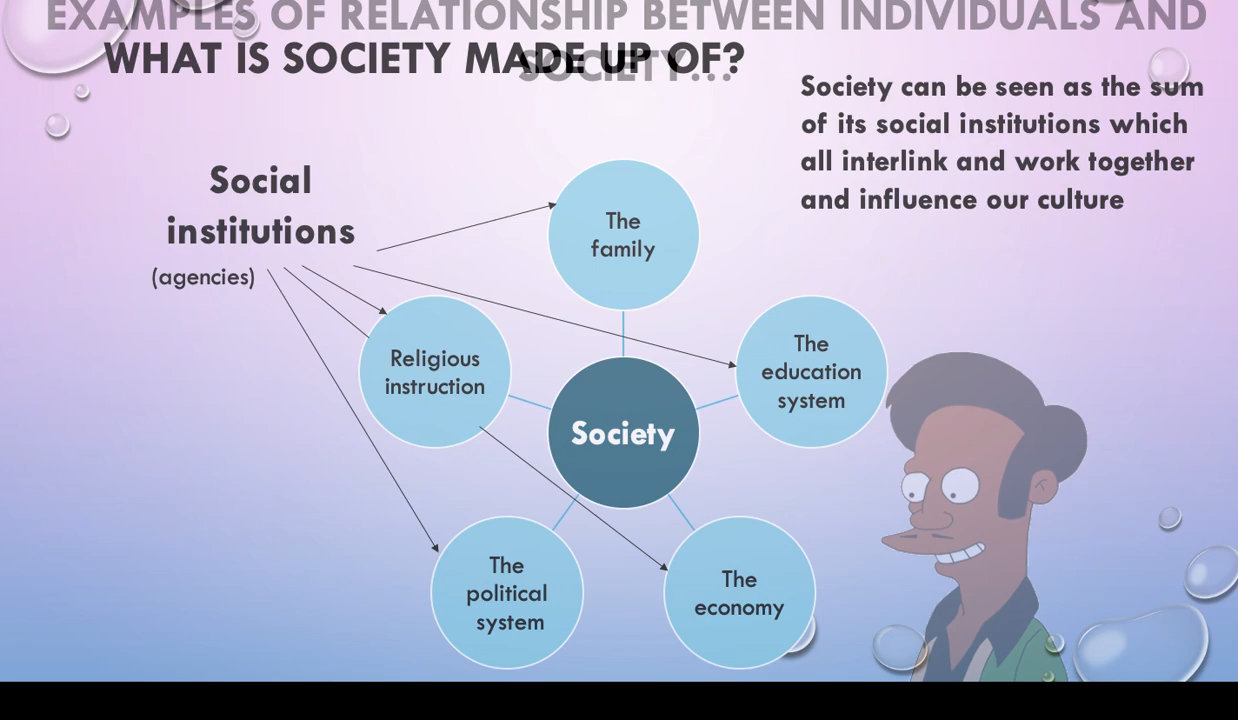 EXAMPLES OF RELATIONSHIP BETWEEN INDIVIDUALS AND
SOCIETY...
WHAT IS SOCIETY MADE UP OF?
Society can be seen as the sum
of its social institutions which
all interlink and work together
and influence our culture
Social
institutions
(agencies)
The
family
Religious
instruction
The
education
system
Society
The
political
system
The
economy